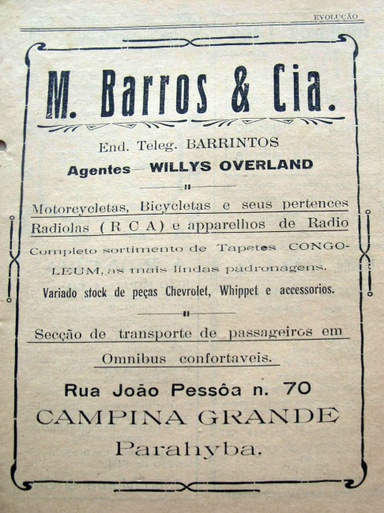 EVOLUÇÃO
M. Barros & Cia.
End. Teleg. BARRINTOS
Agentes WILLYS OVERLAND
Motorcycletas, Bicycletas e seus pertences
Radiolas (RCA) e apparelhos de Radio
Completo sortimento de Tapetes CONGO-
LEUM, as mais lindas padronagens.
Variado stock de peças Chevrolet, Whippet e accessorios.
Secção de transporte de passageiros em
Omnibus confortaveis.
Rua João Pessôa n. 70
CAMPINA GRANDE
Parahyba.